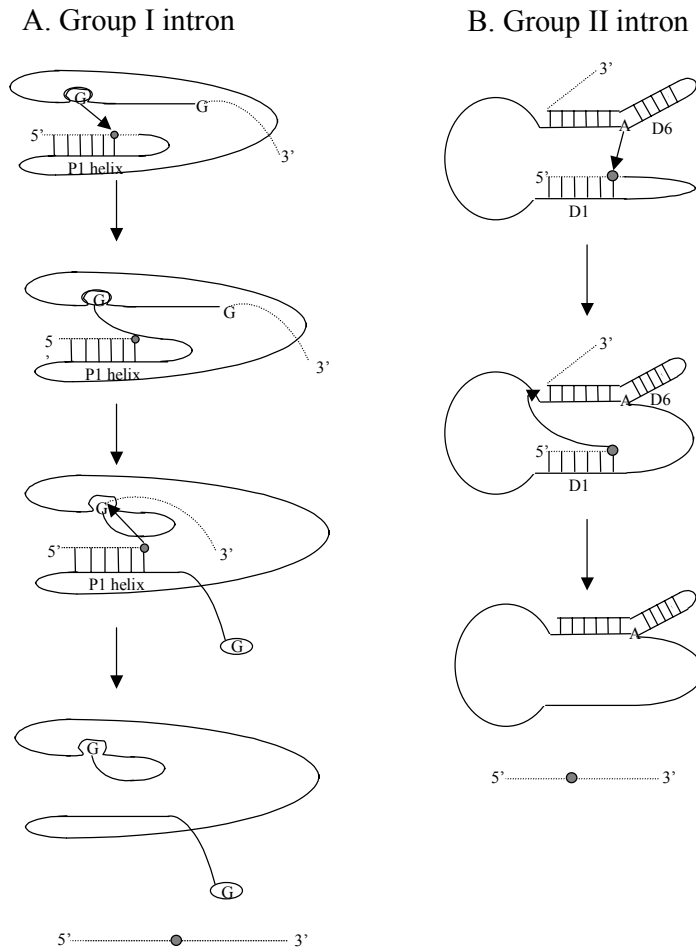 A. Group I intron
G
G
5’
3’
P1 helix
G
G
5
’
3’
P1 helix
G
5’
3’
P1 helix
G
G
G
5’ 3’
B. Group II intron
3’
A
D6
5’
D1
3’
A
D6
5’
D1
A
5’ 3’